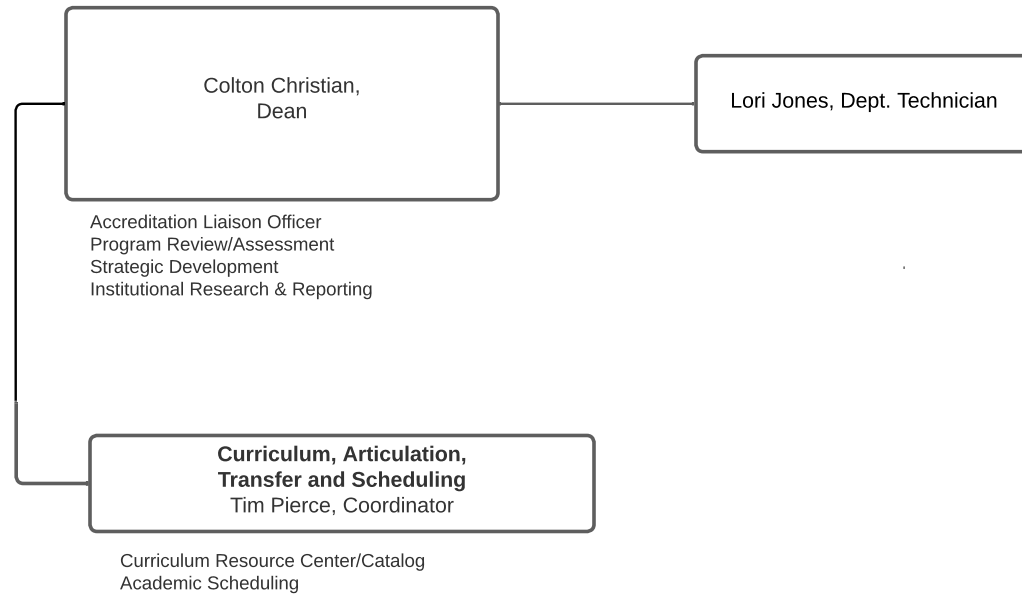 Colton Christian,
Dean
Lori Jones, Dept. Technician
Accreditation Liaison Officer
Program Review/Assessment
Strategic Development
Institutional Research & Reporting
Curriculum, Articulation,
Transfer and Scheduling
Tim Pierce, Coordinator
Curriculum Resource Center/Catalog
Academic Scheduling